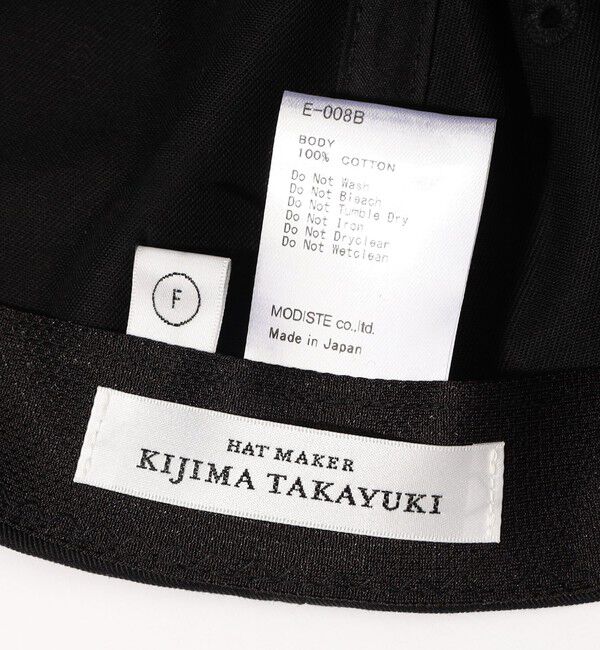 E-008B
BODY
100% COTTON
Do Not Wash
Do Not Bleach
Do Not Tumble Dry
Do Not Iron
Do Not Dryclean
Do Not Wetclean
MODISTE co.,ltd.
Made in Japan
F
HAT MAKER
KIJIMA TAKAYUKI